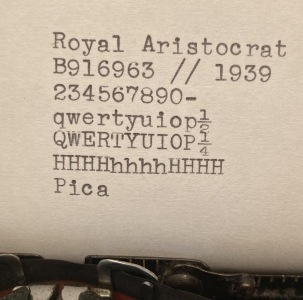 Royal Aristocrat
B916963 // 1939
234567890-
qwertyuiop½
QWERTYUIOP¼
HHHHhhhhHHHH
Pica